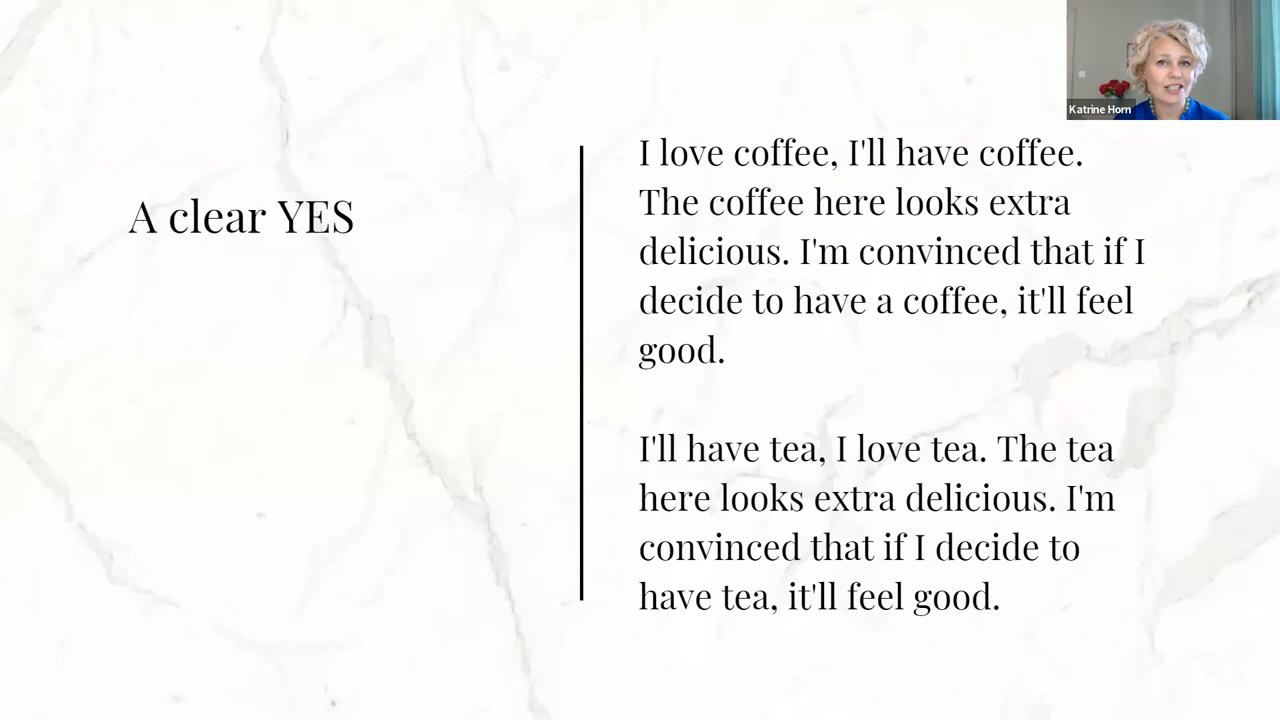 Katrine Horn
A clear YES
I love coffee, I'll have coffee.
The coffee here looks extra
delicious. I'm convinced that if I
decide to have a coffee, it'll feel
good.
I'll have tea, I love tea. The tea
here looks extra delicious. I'm
convinced that if I decide to
have tea, it'll feel good.